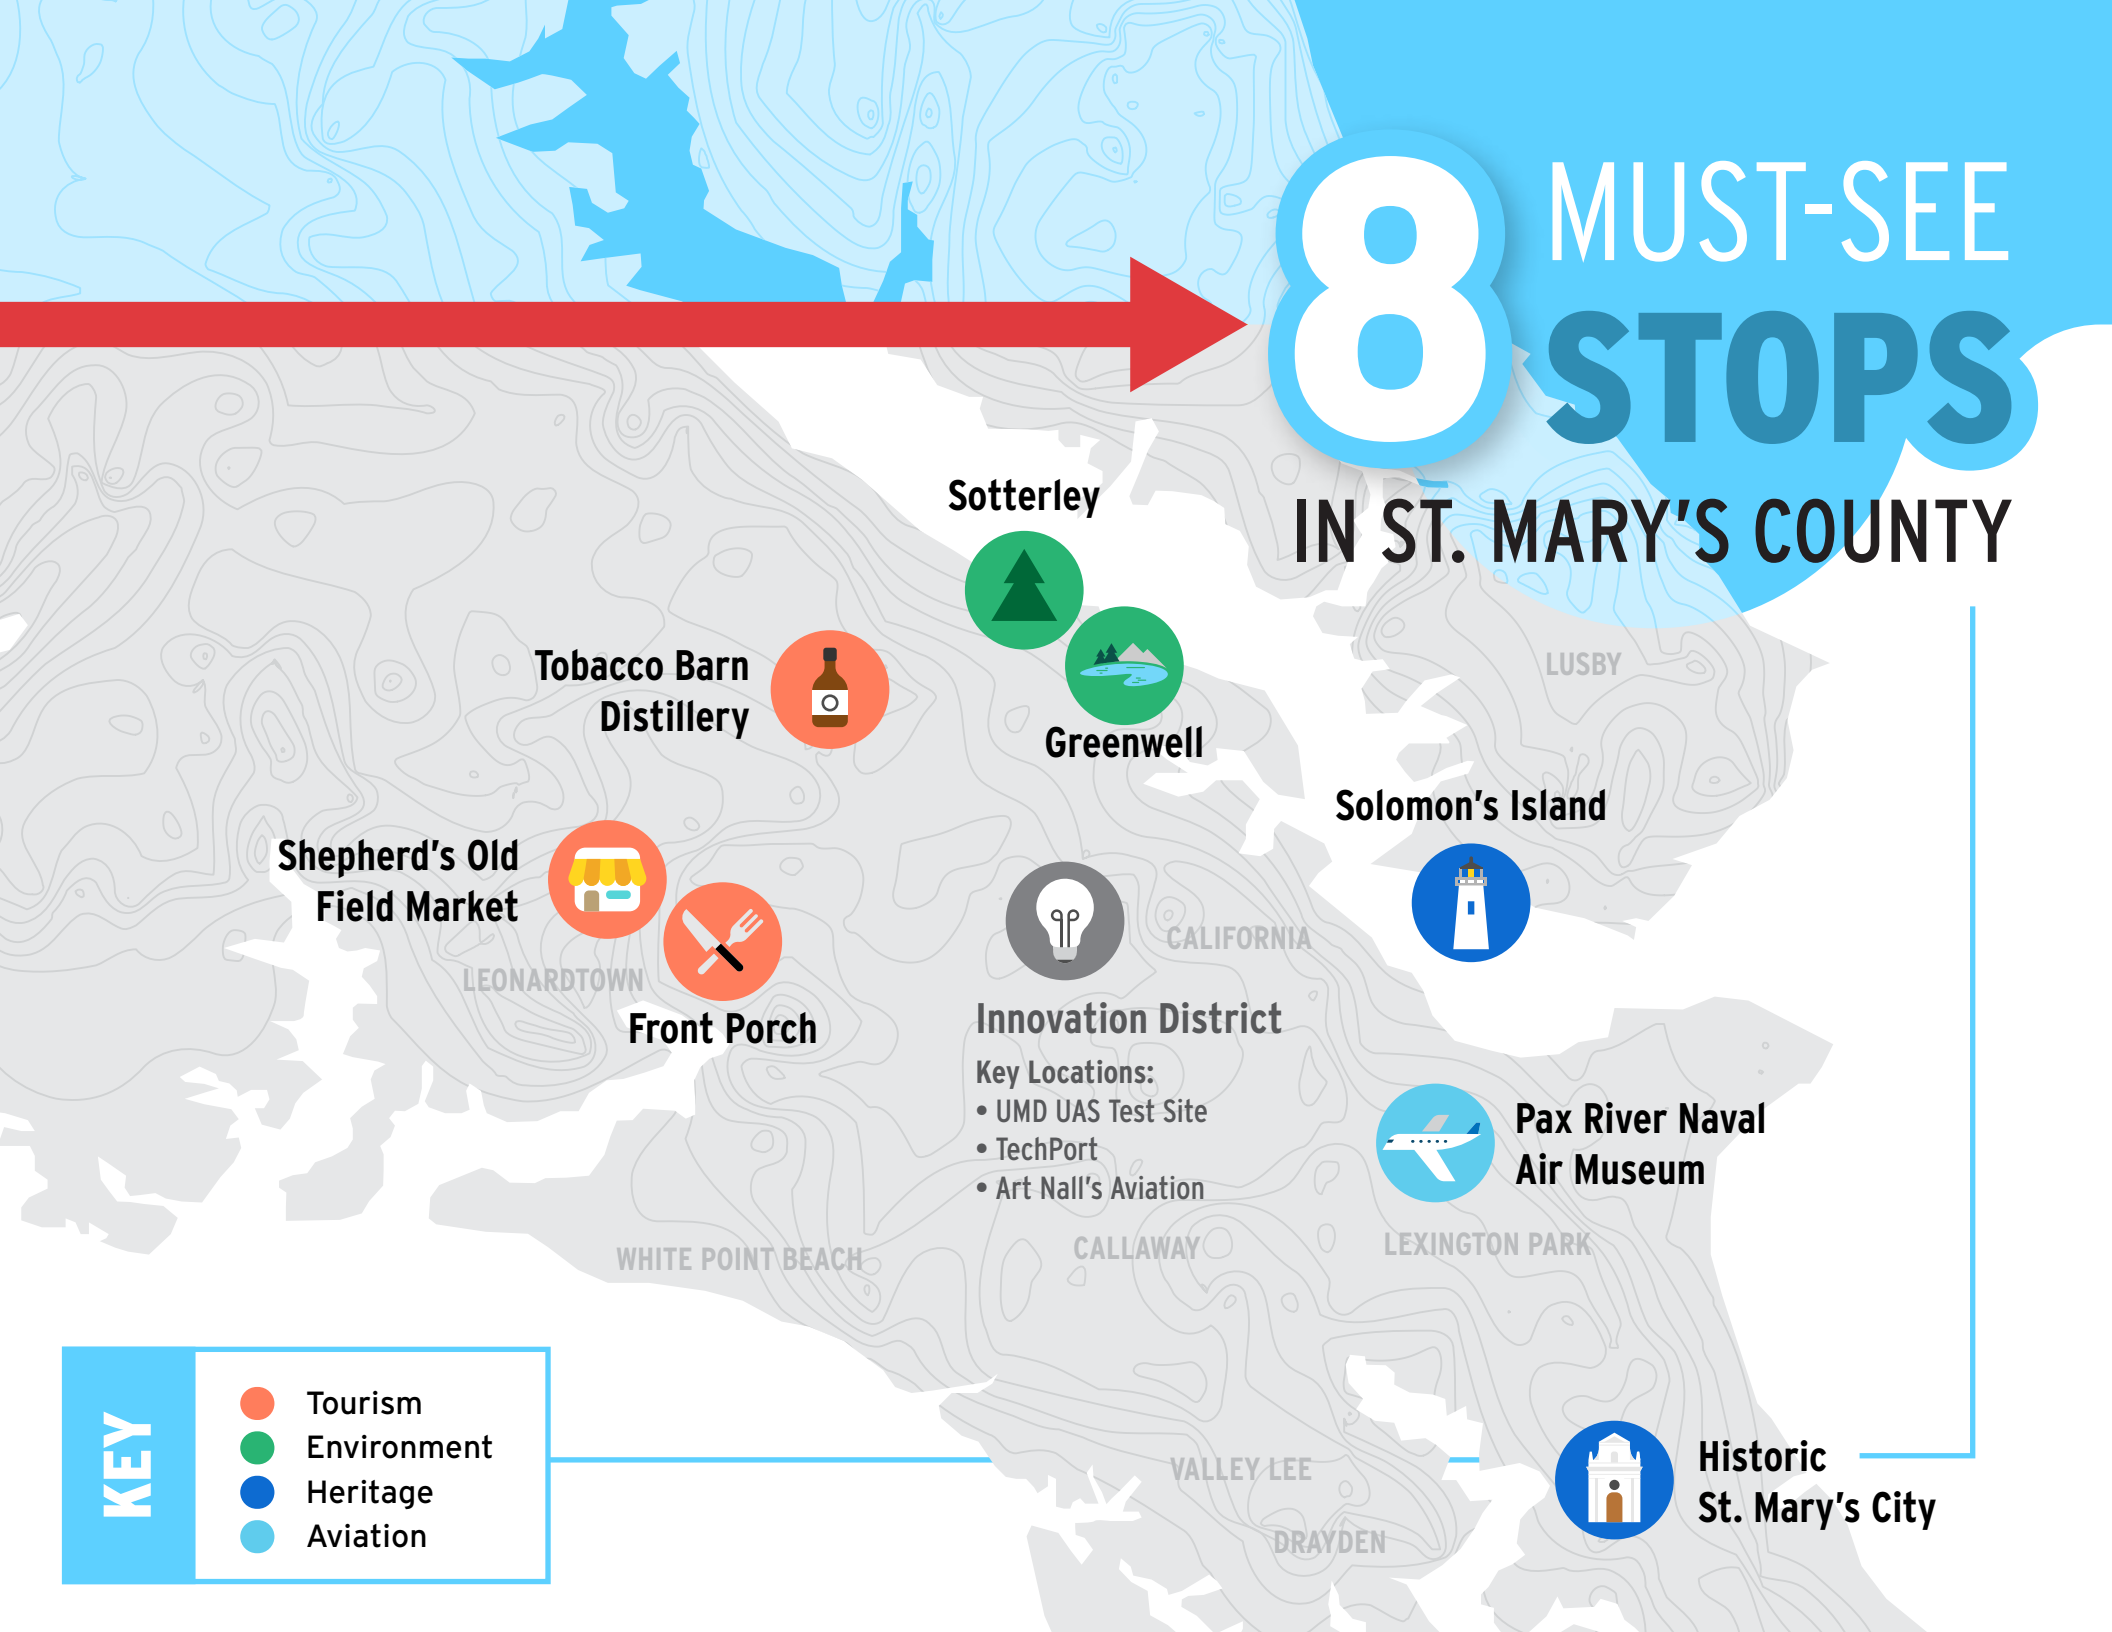 8 MUST-SEE
STOPS
IN ST. MARY'S COUNTY
Sotterley
Tobacco Barn
Distillery
Greenwell
LUSBY
Solomon's Island
Shepherd's Old
Field Market
CALIFORNIA
LEONARDTOWN
Front Porch
Innovation District
Key Locations:
• UMD UAS Test Site
• TechPort
• Art Nall's Aviation
Pax River Naval
Air Museum
WHITE POINT BEACH
CALLAWAY
LEXINGTON PARK
KEY
Tourism
Environment
Heritage
Aviation
VALLEY LEE
DRAYDEN
Historic
St. Mary's City